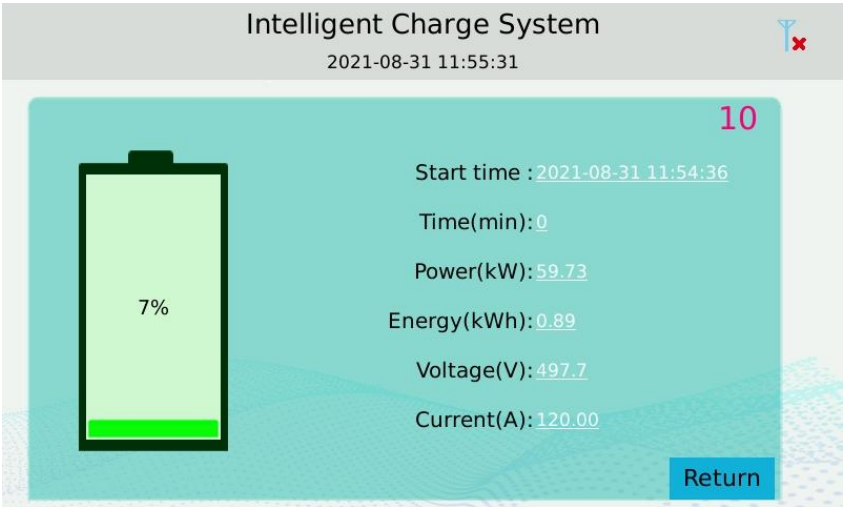 Intelligent Charge System
2021-08-31 11:55:31
10
Start time : 2021-08-31 11:54:36
Time(min): 0
Power(kW): 59.73
7%
Energy(kWh): 0.89
Voltage(V): 497.7
Current(A): 120.00
Return